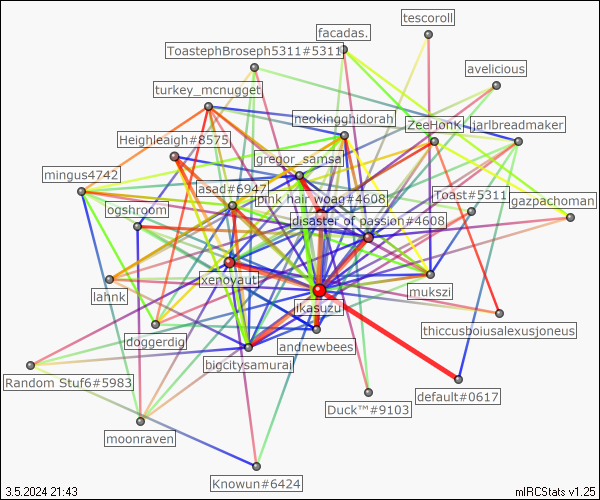 tescoroll
facadas.
ToastephBroseph5311#5311
avelicious
turkey_mcnugget
neokingghidorah
ZeeHonK
jarlbreadmaker
Heighleigh#8575
gregor_samsa
mingus4742
asad#6947
pink hair woag#4608
Toast#5311
gazpachoman
ogshroom
disaster of passion#4608
xenoyaut
mukszi
lahnk
ikasuzu
thiccusboiusalexusjoneus
doggerdig
andnewbees
bigcitysamurai
Random Stuf6#5983
default#0617
Duck™#9103
moonraven
Knowun#6424
3.5.2024 21:43
mIRCStats v1.25